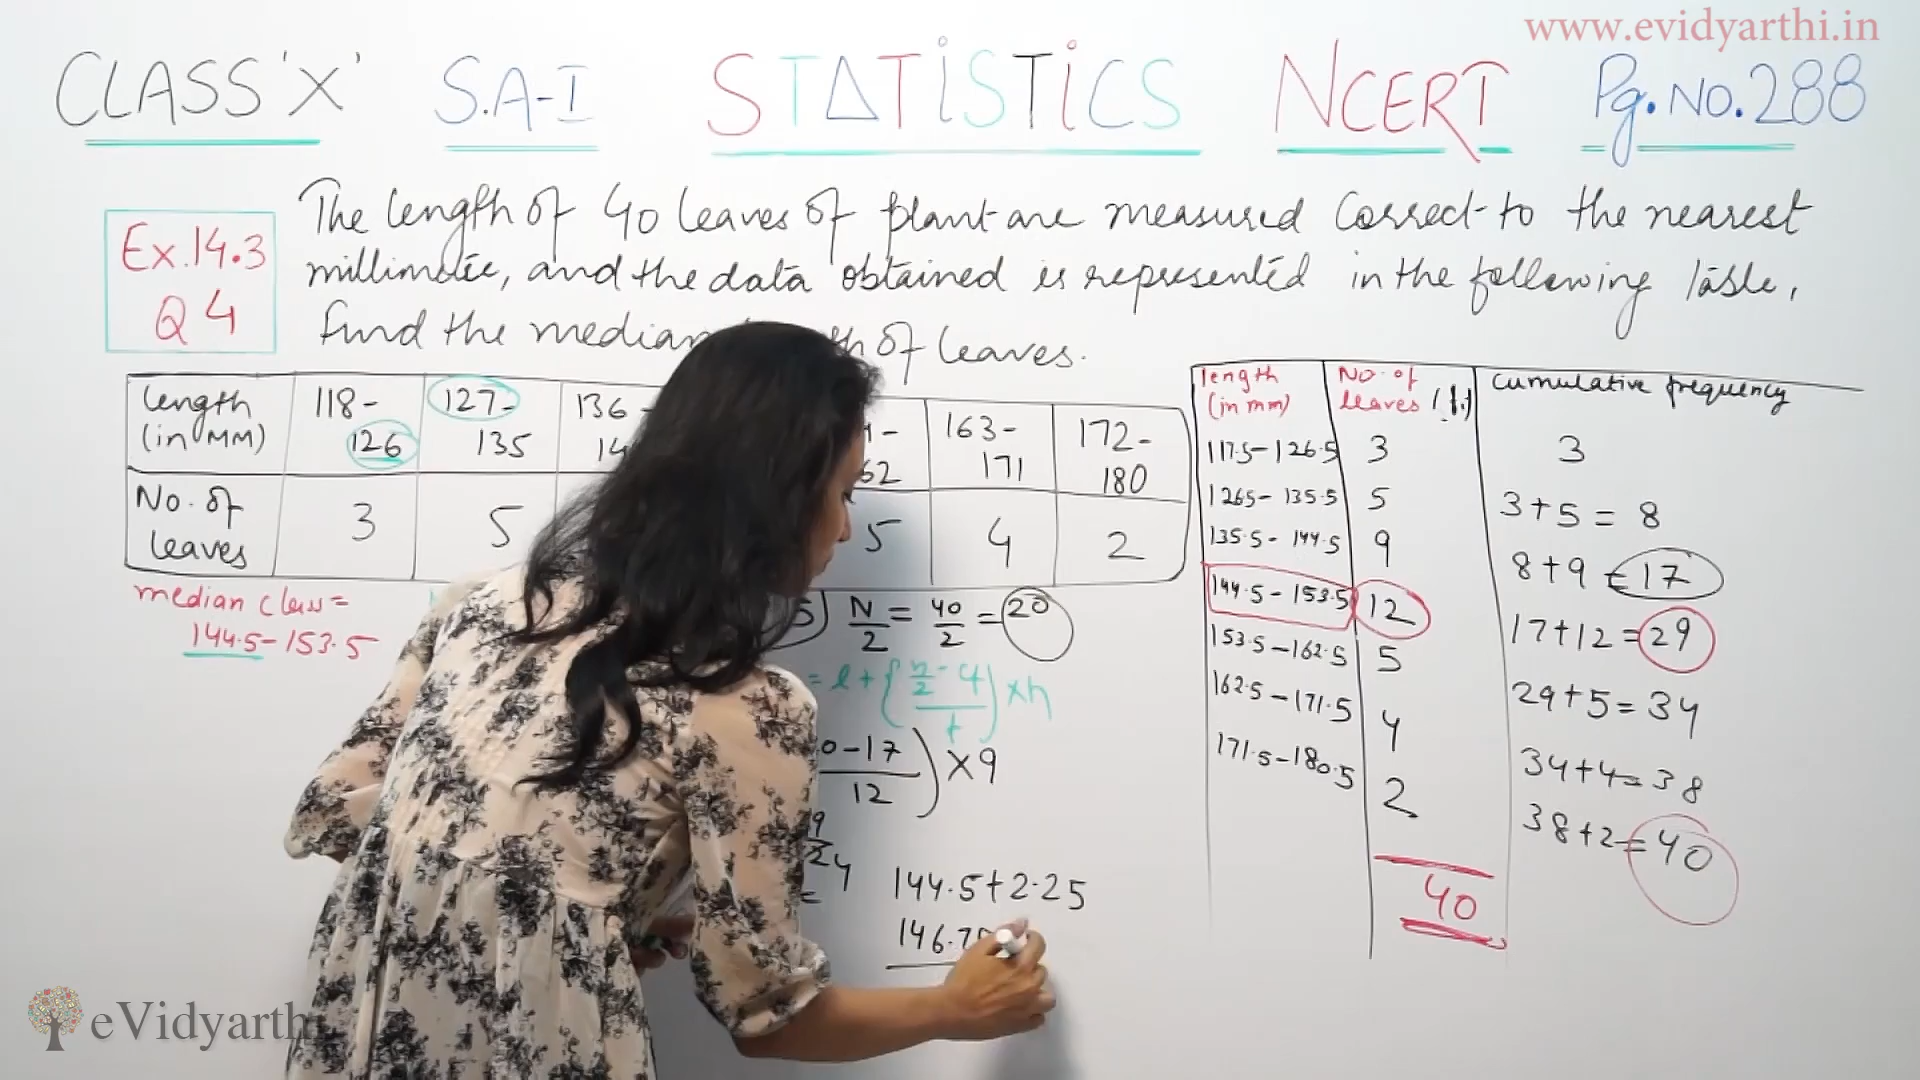 www.evidyarthi.in
CLASS 'X' S.A-I STATISTICS NCERT Pg.NO.288
Ex.14.3
Q 4
The length of 40 leaves of plant are measured correct to the nearest
millimetre, and the data obtained is represented in the following table,
find the median of leaves.
length (in MM) 118-126 127-135 136- 163-171 172-180
No. of leaves 3 5 5 4 2
median class =
144.5-153.5
N/2 = 40/2 = 20
= l + (n/2 - cf / f) × h
0-17 / 12) × 9
144.5+2.25
146.7
length (in mm) No. of leaves (f.) cumulative frequency
117.5-126.5 3 3
126.5-135.5 5 3+5 = 8
135.5-144.5 9 8+9 = 17
144.5-153.5 12 17+12 = 29
153.5-162.5 5 29+5 = 34
162.5-171.5 4 34+4 = 38
171.5-180.5 2 38+2 = 40
40
eVidyarthi